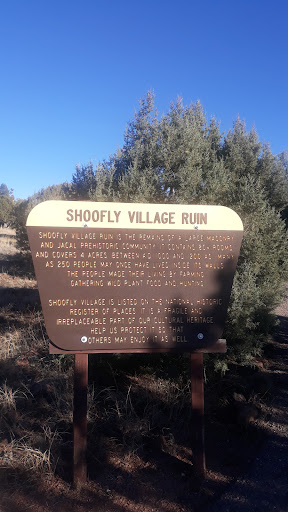 SHOOFLY VILLAGE RUIN
SHOOFLY VILLAGE RUIN IS THE REMAINS OF A LARGE MASONRY
AND JACAL PREHISTORIC COMMUNITY. IT CONTAINS 80+ ROOMS
AND COVERS 4 ACRES. BETWEEN A.D. 1000 AND 1200 AS MANY
AS 250 PEOPLE MAY ONCE HAVE LIVED INSIDE ITS WALLS.
THE PEOPLE MADE THEIR LIVING BY FARMING,
GATHERING WILD PLANT FOOD AND HUNTING.
SHOOFLY VILLAGE IS LISTED ON THE NATIONAL HISTORIC
REGISTER OF PLACES. IT IS A FRAGILE AND
IRREPLACEABLE PART OF OUR CULTURAL HERITAGE.
HELP US PROTECT IT SO THAT
OTHERS MAY ENJOY IT AS WELL.